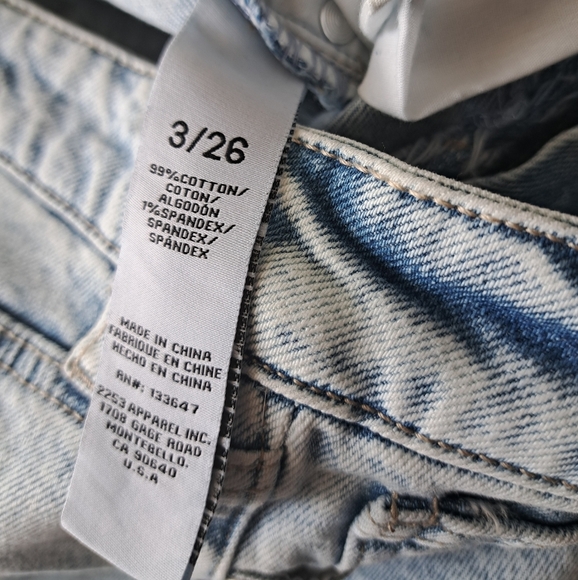 3/26
99%COTTON/
COTON/
ALGODÓN
1%SPANDEX/
SPANDEX/
SPANDEX
MADE IN CHINA
FABRIQUE EN CHINE
HECHO EN CHINA
RN#: 133647
2253 APPAREL INC.
1708 GAGE ROAD
MONTEBELLO,
CA 90640
U.S.A